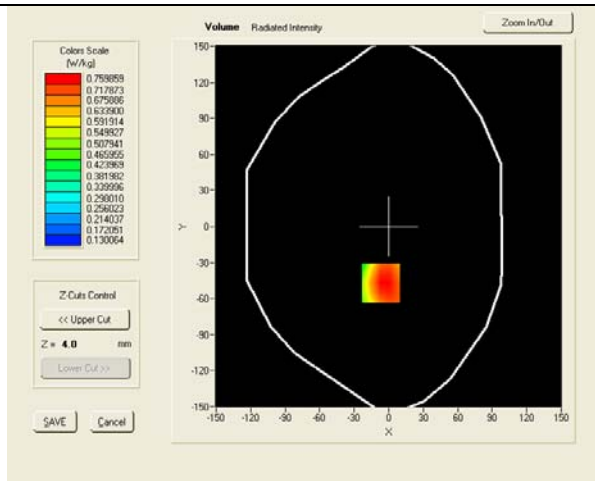 Volume Radiated Intensity
Zoom In/Out
Colors Scale
(W/kg)
0.759859
0.717873
0.675886
0.633900
0.591914
0.549927
0.507941
0.465955
0.423969
0.381982
0.339996
0.298010
0.256023
0.214037
0.172051
0.130064
Z-Cuts Control
<< Upper Cut
Z = 4.0 mm
Lower Cut >>
SAVE Cancel
150
120
90
60
30
0
-30
-60
-90
-120
-150
Y
-150 -120 -90 -60 -30 0 30 60 90 120 150
X